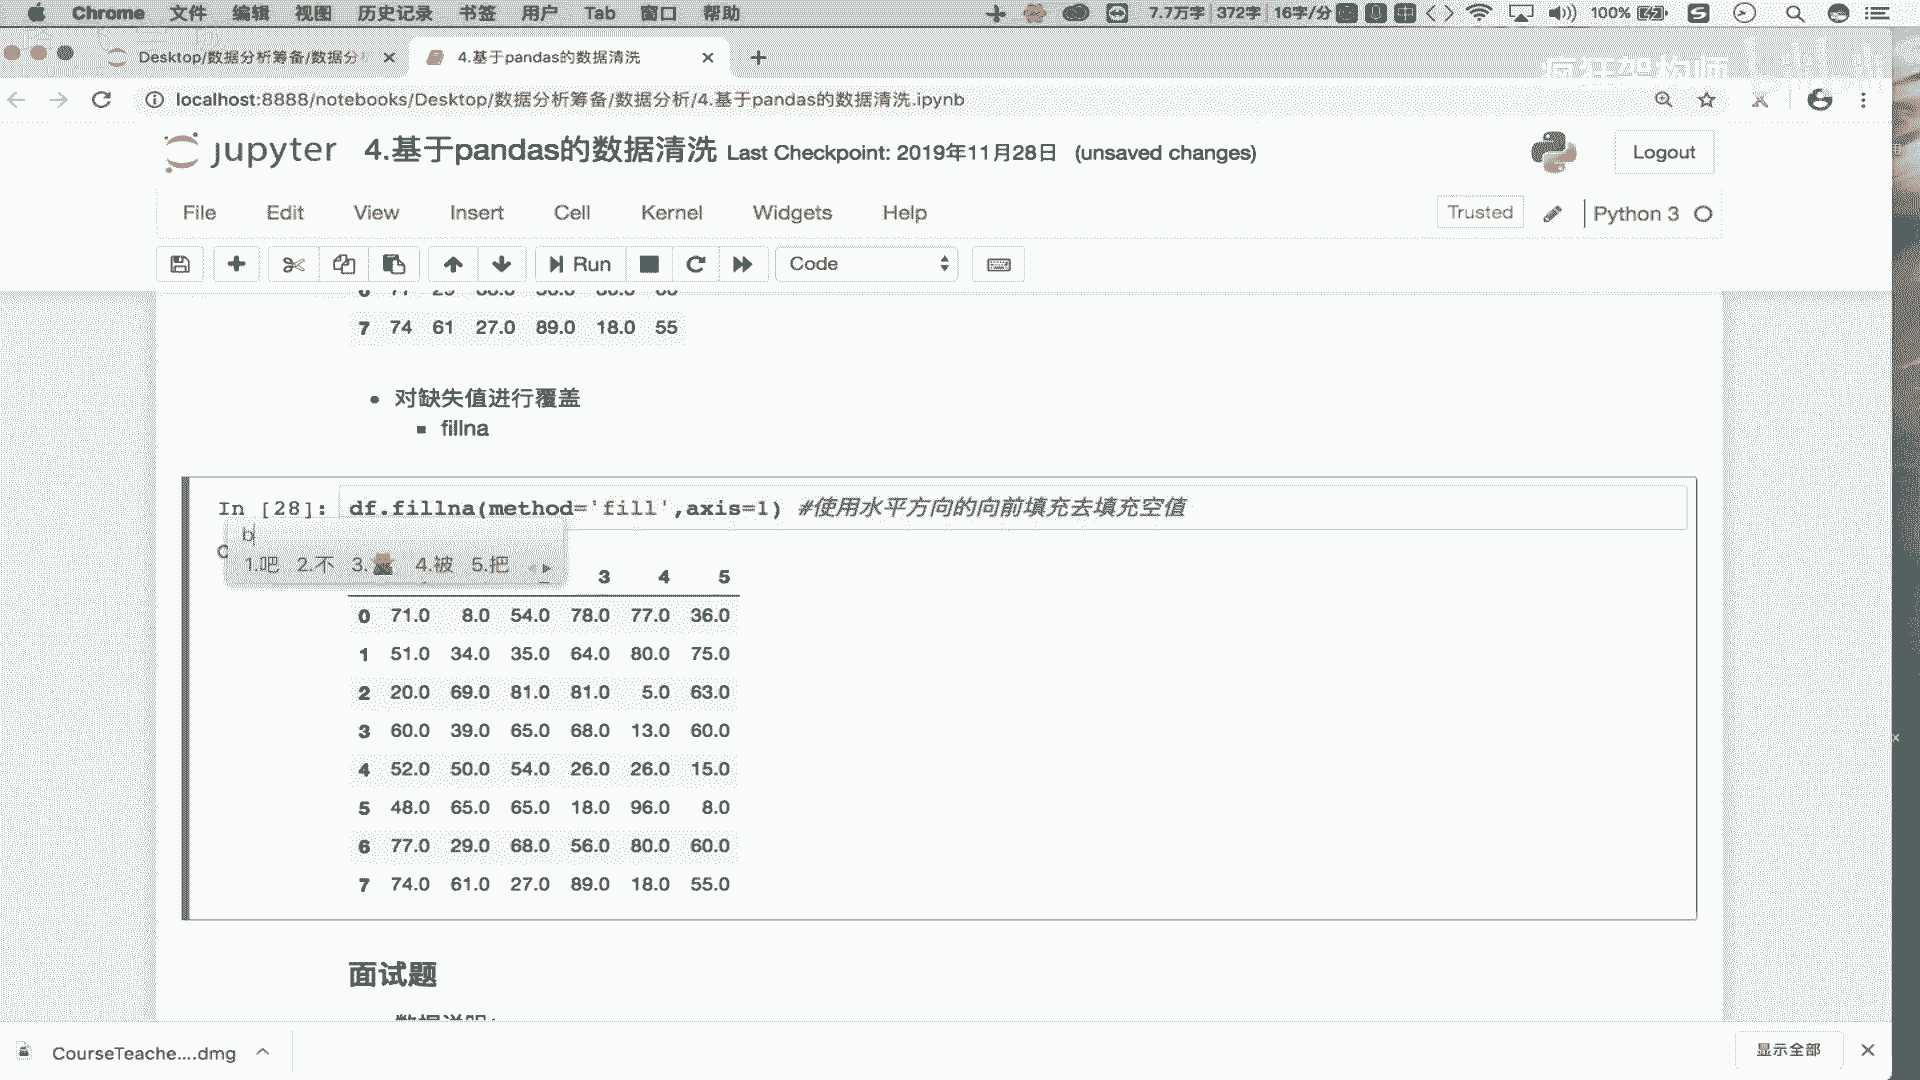 Chrome 文件 编辑 视图 历史记录 书签 用户 Tab 窗口 帮助 7.7万字 372字 16字/分 100%
Desktop/数据分析筹备/数据分 4.基于pandas的数据清洗
疯狂架构师
localhost:8888/notebooks/Desktop/数据分析筹备/数据分析/4.基于pandas的数据清洗.ipynb
jupyter 4.基于pandas的数据清洗 Last Checkpoint: 2019年11月28日 (unsaved changes) Logout
File Edit View Insert Cell Kernel Widgets Help Trusted Python 3
Run Code
7 74 61 27.0 89.0 18.0 55
对缺失值进行覆盖
fillna
In [28]: df.fillna(method='fill',axis=1) #使用水平方向的向前填充去填充空值
b
1.吧 2.不 3. 4.被 5.把
3 4 5
0 71.0 8.0 54.0 78.0 77.0 36.0
1 51.0 34.0 35.0 64.0 80.0 75.0
2 20.0 69.0 81.0 81.0 5.0 63.0
3 60.0 39.0 65.0 68.0 13.0 60.0
4 52.0 50.0 54.0 26.0 26.0 15.0
5 48.0 65.0 65.0 18.0 96.0 8.0
6 77.0 29.0 68.0 56.0 80.0 60.0
7 74.0 61.0 27.0 89.0 18.0 55.0
面试题
数据说明:
CourseTeache....dmg 显示全部